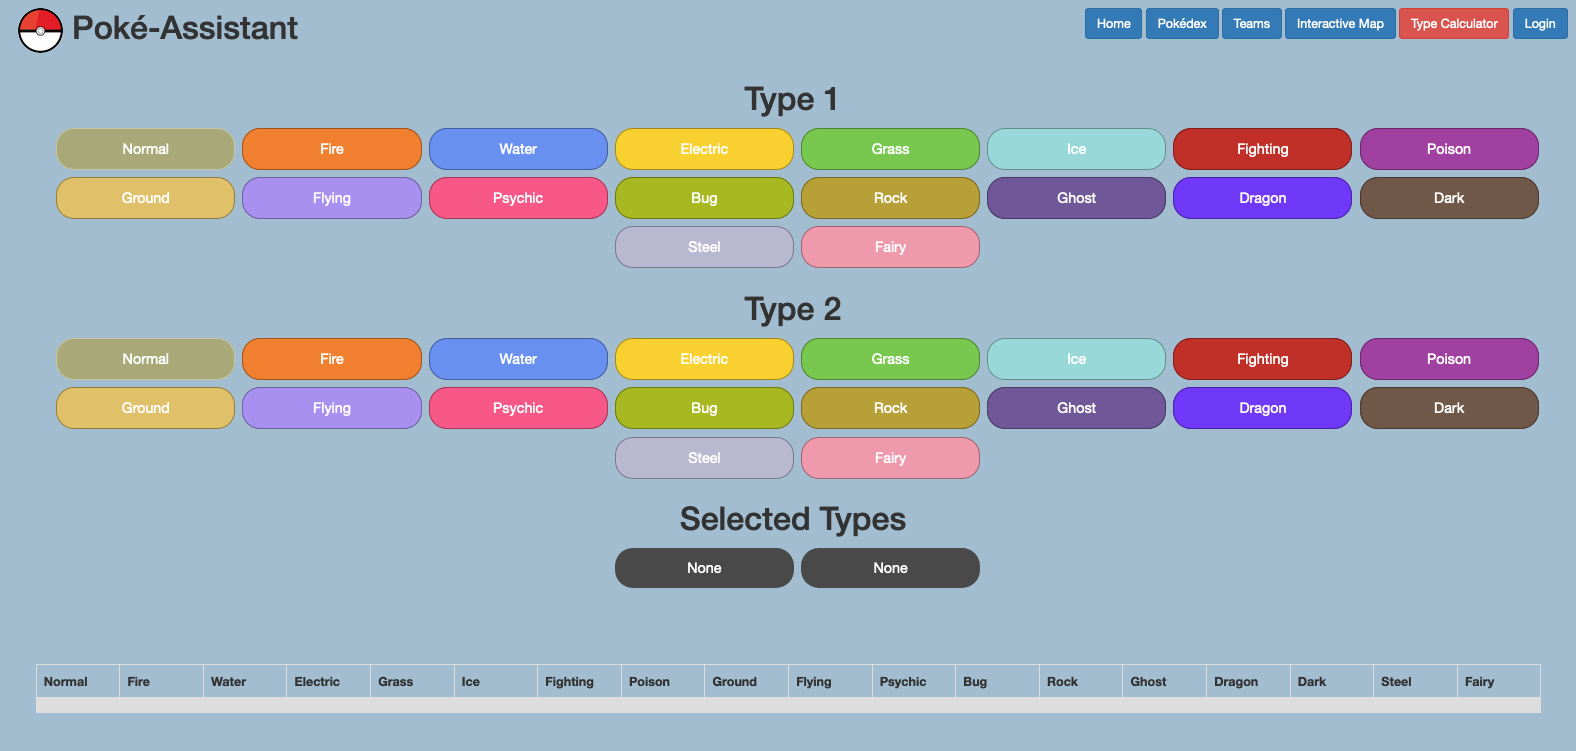 Poké-Assistant
Home Pokédex Teams Interactive Map Type Calculator Login
Type 1
Normal Fire Water Electric Grass Ice Fighting Poison
Ground Flying Psychic Bug Rock Ghost Dragon Dark
Steel Fairy
Type 2
Normal Fire Water Electric Grass Ice Fighting Poison
Ground Flying Psychic Bug Rock Ghost Dragon Dark
Steel Fairy
Selected Types
None None
Normal Fire Water Electric Grass Ice Fighting Poison Ground Flying Psychic Bug Rock Ghost Dragon Dark Steel Fairy